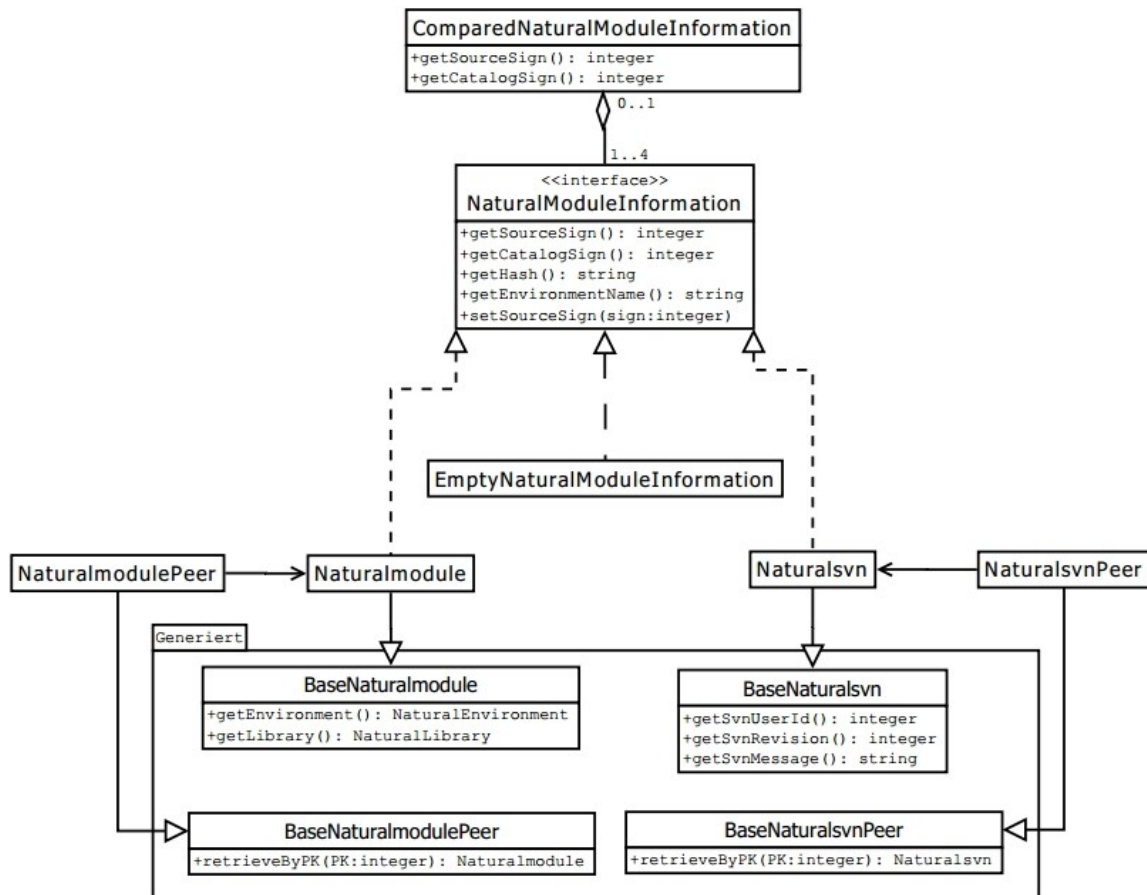 ComparedNaturalModuleInformation
+getSourceSign(): integer
+getCatalogSign(): integer
0..1
1..4
<<interface>>
NaturalModuleInformation
+getSourceSign(): integer
+getCatalogSign(): integer
+getHash(): string
+getEnvironmentName(): string
+setSourceSign(sign:integer)
EmptyNaturalModuleInformation
NaturalmodulePeer
Naturalmodule
Naturalsvn
NaturalsvnPeer
Generiert
BaseNaturalmodule
+getEnvironment(): NaturalEnvironment
+getLibrary(): NaturalLibrary
BaseNaturalsvn
+getSvnUserId(): integer
+getSvnRevision(): integer
+getSvnMessage(): string
BaseNaturalmodulePeer
+retrieveByPK(PK:integer): Naturalmodule
BaseNaturalsvnPeer
+retrieveByPK(PK:integer): Naturalsvn